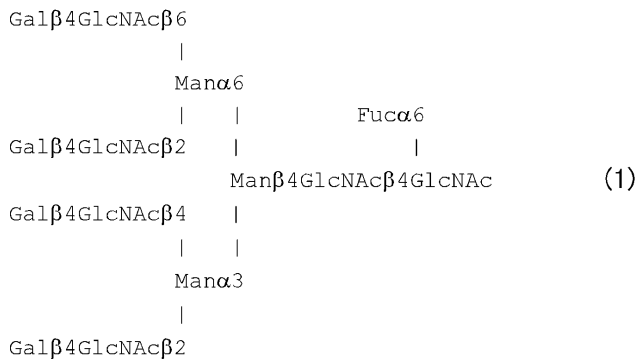 Galβ4GlcNAcβ6
|
Manα6
| | Fucα6
Galβ4GlcNAcβ2 | |
Manβ4GlcNAcβ4GlcNAc (1)
Galβ4GlcNAcβ4 |
| |
Manα3
|
Galβ4GlcNAcβ2